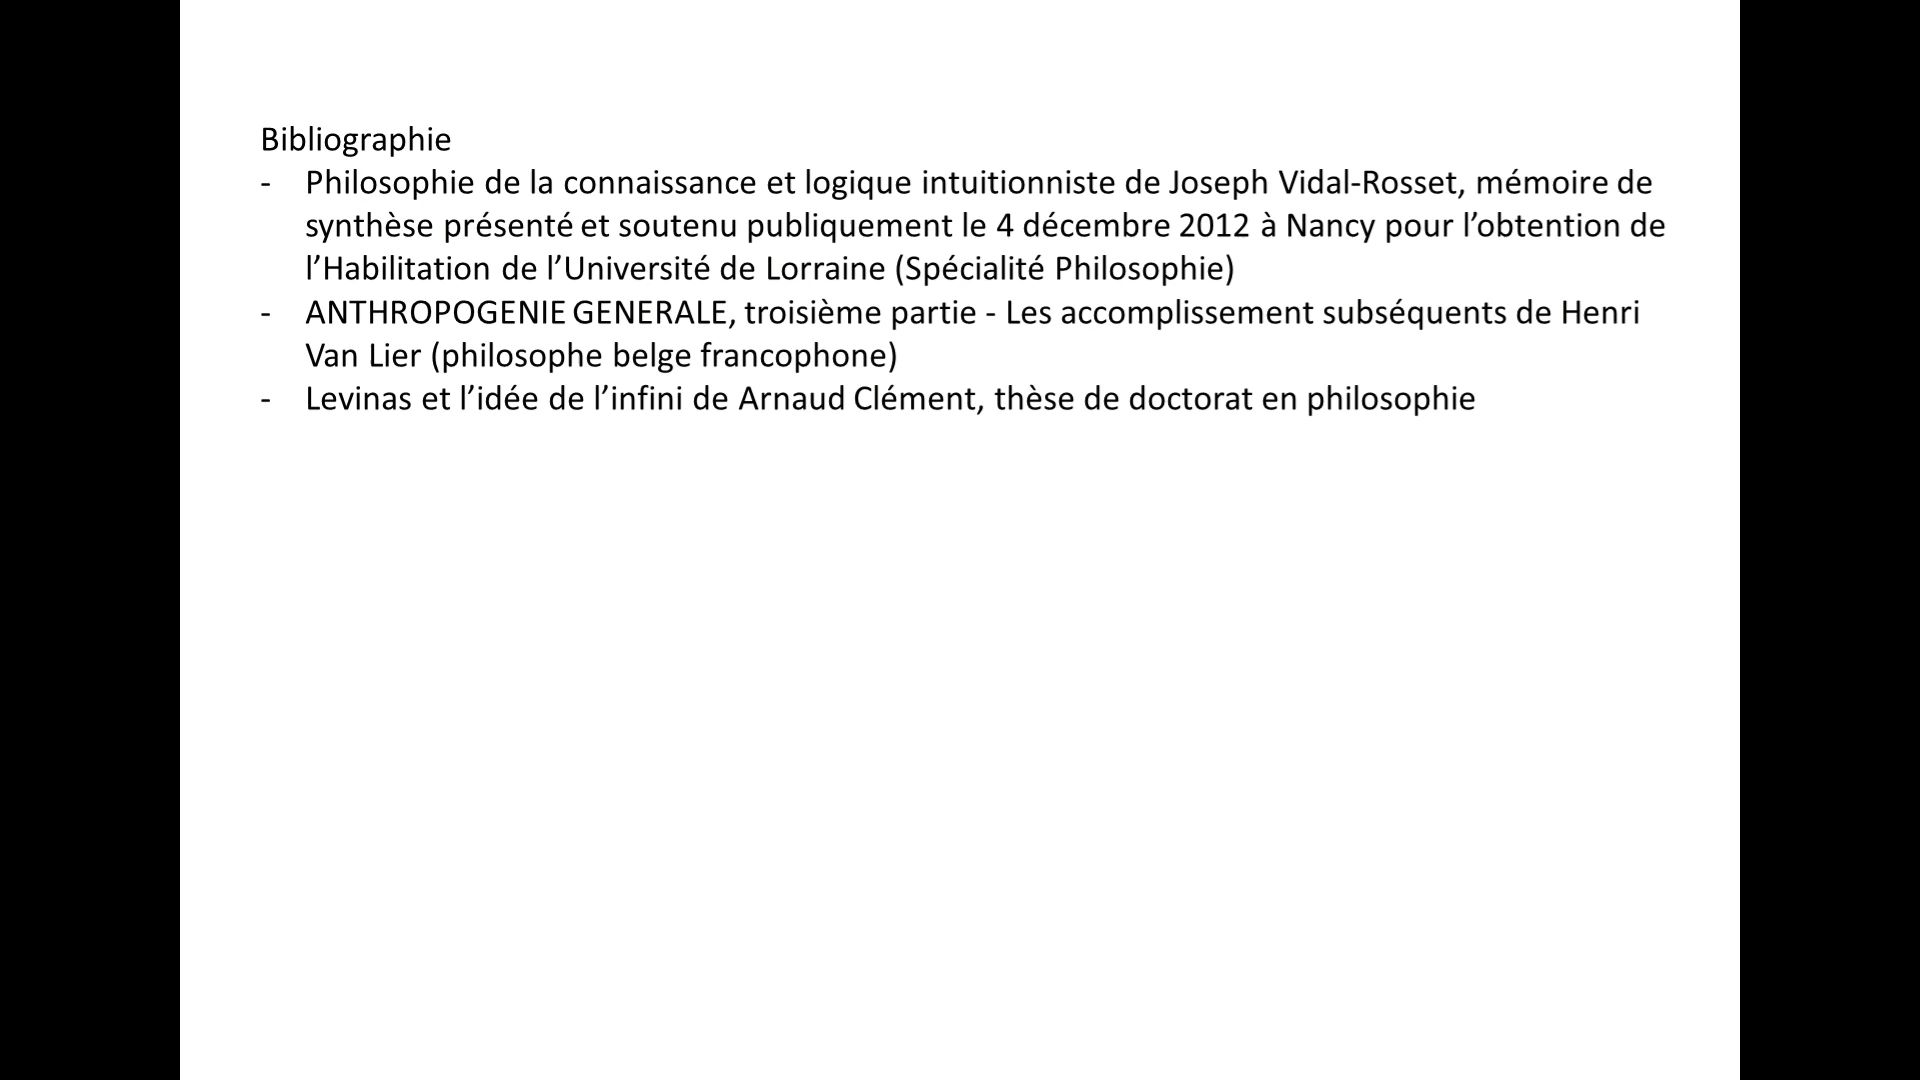 Bibliographie
- Philosophie de la connaissance et logique intuitionniste de Joseph Vidal-Rosset, mémoire de
synthèse présenté et soutenu publiquement le 4 décembre 2012 à Nancy pour l’obtention de
l’Habilitation de l’Université de Lorraine (Spécialité Philosophie)
- ANTHROPOGENIE GENERALE, troisième partie - Les accomplissement subséquents de Henri
Van Lier (philosophe belge francophone)
- Levinas et l’idée de l’infini de Arnaud Clément, thèse de doctorat en philosophie